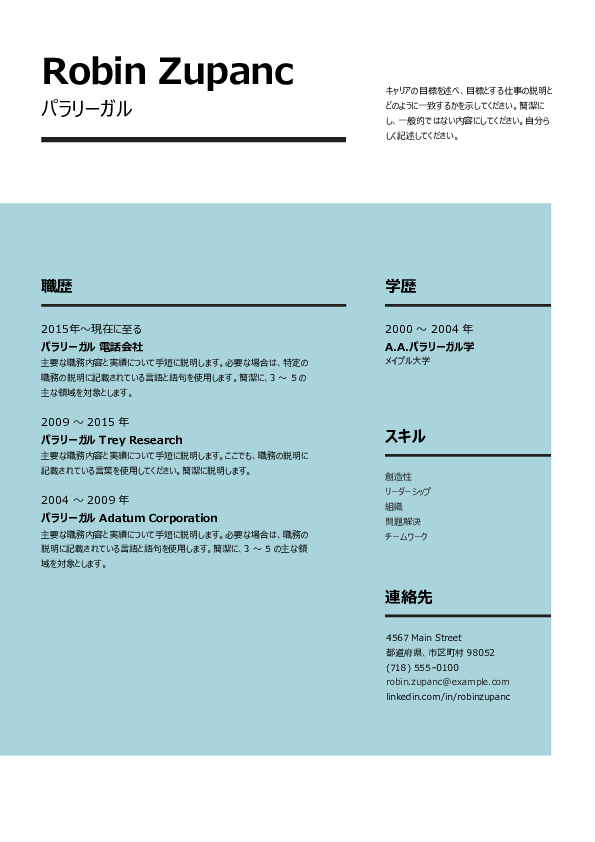 Robin Zupanc
パラリーガル
キャリアの目標を述べ、目標とする仕事の説明と
どのように一致するかを示してください。簡潔に
し、一般的ではない内容にしてください。自分ら
しく記述してください。
職歴
2015年～現在に至る
パラリーガル 電話会社
主要な職務内容と実績について手短に説明します。必要な場合は、特定の
職務の説明に記載されている言語と語句を使用します。簡潔に、3 ～ 5 の
主な領域を対象とします。
2009 ～ 2015 年
パラリーガル Trey Research
主要な職務内容と実績について手短に説明します。ここでも、職務の説明に
記載されている言葉を使用してください。簡潔に説明します。
2004 ～ 2009 年
パラリーガル Adatum Corporation
主要な職務内容と実績について手短に説明します。必要な場合は、職務の
説明に記載されている言語と語句を使用します。簡潔に、3 ～ 5 の主な領
域を対象とします。
学歴
2000 ～ 2004 年
A.A.パラリーガル学
メイプル大学
スキル
創造性
リーダーシップ
組織
問題解決
チームワーク
連絡先
4567 Main Street
都道府県、市区町村 98052
(718) 555–0100
robin.zupanc@example.com
linkedin.com/in/robinzupanc